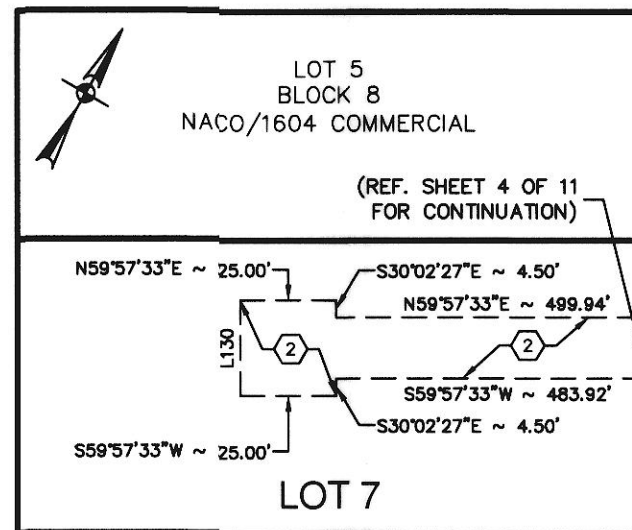 LOT 5
BLOCK 8
NACO/1604 COMMERCIAL
(REF. SHEET 4 OF 11
FOR CONTINUATION)
N59°57'33"E ~ 25.00'
S30°02'27"E ~ 4.50'
N59°57'33"E ~ 499.94'
L130
2
2
S59°57'33"W ~ 483.92'
S30°02'27"E ~ 4.50'
S59°57'33"W ~ 25.00'
LOT 7